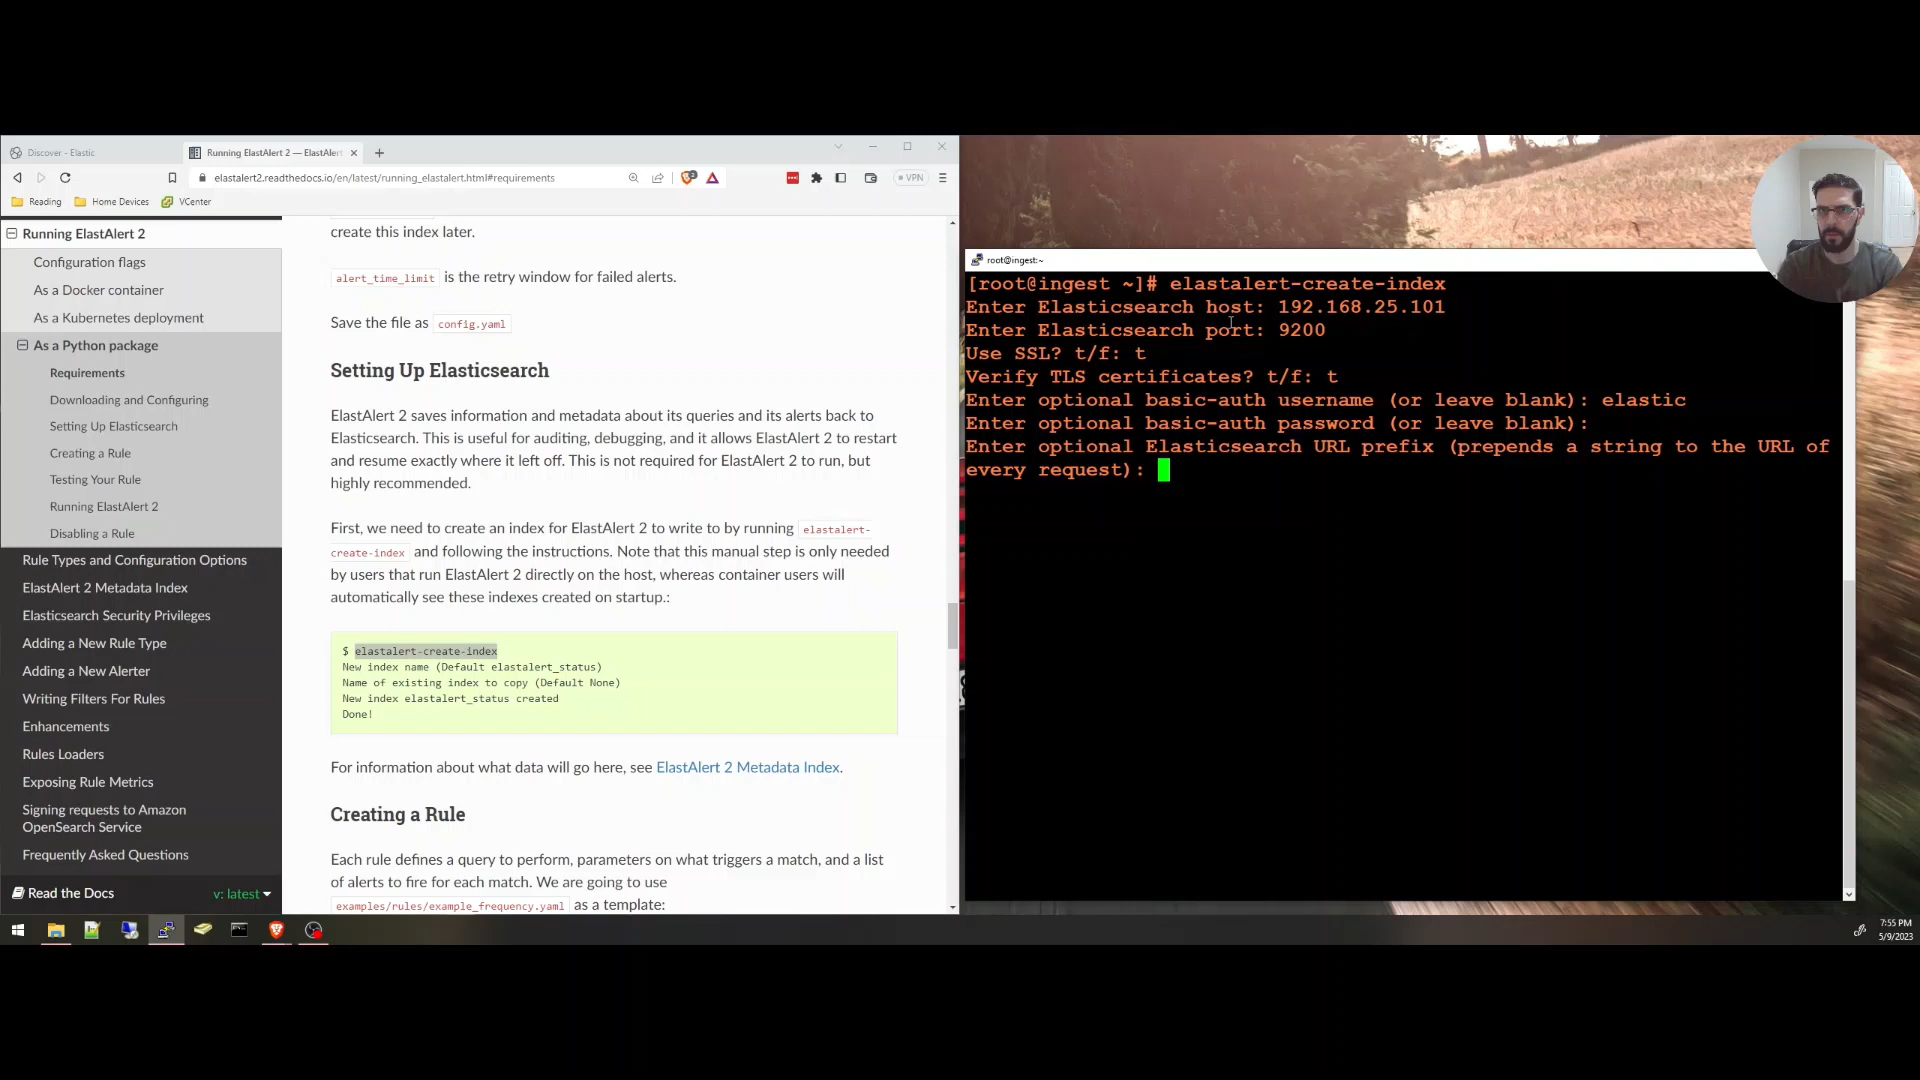 Discover - Elastic
Running ElastAlert 2 — ElastAler
elastalert2.readthedocs.io/en/latest/running_elastalert.html#requirements
VPN
Reading
Home Devices
VCenter
Running ElastAlert 2
Configuration flags
As a Docker container
As a Kubernetes deployment
As a Python package
Requirements
Downloading and Configuring
Setting Up Elasticsearch
Creating a Rule
Testing Your Rule
Running ElastAlert 2
Disabling a Rule
Rule Types and Configuration Options
ElastAlert 2 Metadata Index
Elasticsearch Security Privileges
Adding a New Rule Type
Adding a New Alerter
Writing Filters For Rules
Enhancements
Rules Loaders
Exposing Rule Metrics
Signing requests to Amazon
OpenSearch Service
Frequently Asked Questions
Read the Docs
v: latest
create this index later.
alert_time_limit is the retry window for failed alerts.
Save the file as config.yaml
Setting Up Elasticsearch
ElastAlert 2 saves information and metadata about its queries and its alerts back to
Elasticsearch. This is useful for auditing, debugging, and it allows ElastAlert 2 to restart
and resume exactly where it left off. This is not required for ElastAlert 2 to run, but
highly recommended.
First, we need to create an index for ElastAlert 2 to write to by running elastalert-
create-index and following the instructions. Note that this manual step is only needed
by users that run ElastAlert 2 directly on the host, whereas container users will
automatically see these indexes created on startup.:
$ elastalert-create-index
New index name (Default elastalert_status)
Name of existing index to copy (Default None)
New index elastalert_status created
Done!
For information about what data will go here, see ElastAlert 2 Metadata Index.
Creating a Rule
Each rule defines a query to perform, parameters on what triggers a match, and a list
of alerts to fire for each match. We are going to use
examples/rules/example_frequency.yaml as a template:
root@ingest:~
[root@ingest ~]# elastalert-create-index
Enter Elasticsearch host: 192.168.25.101
Enter Elasticsearch port: 9200
Use SSL? t/f: t
Verify TLS certificates? t/f: t
Enter optional basic-auth username (or leave blank): elastic
Enter optional basic-auth password (or leave blank):
Enter optional Elasticsearch URL prefix (prepends a string to the URL of
every request):
7:55 PM
5/9/2023